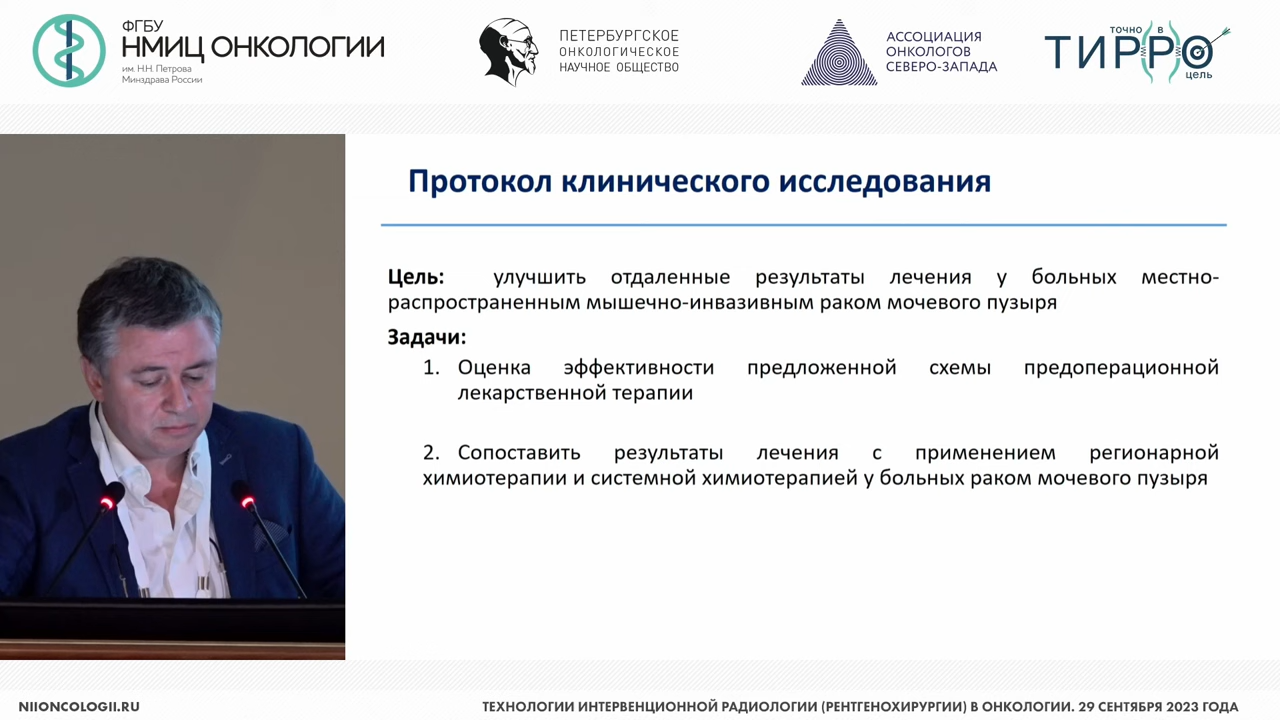 ФГБУ
НМИЦ ОНКОЛОГИИ
им. Н.Н. Петрова
Минздрава России
ПЕТЕРБУРГСКОЕ
ОНКОЛОГИЧЕСКОЕ
НАУЧНОЕ ОБЩЕСТВО
АССОЦИАЦИЯ
ОНКОЛОГОВ
СЕВЕРО-ЗАПАДА
ТОЧНО В
ТИРРО
цель
Протокол клинического исследования
Цель: улучшить отдаленные результаты лечения у больных местно-
распространенным мышечно-инвазивным раком мочевого пузыря
Задачи:
1. Оценка эффективности предложенной схемы предоперационной
лекарственной терапии
2. Сопоставить результаты лечения с применением регионарной
химиотерапии и системной химиотерапией у больных раком мочевого пузыря
NIIONCOLOGII.RU
ТЕХНОЛОГИИ ИНТЕРВЕНЦИОННОЙ РАДИОЛОГИИ (РЕНТГЕНОХИРУРГИИ) В ОНКОЛОГИИ. 29 СЕНТЯБРЯ 2023 ГОДА